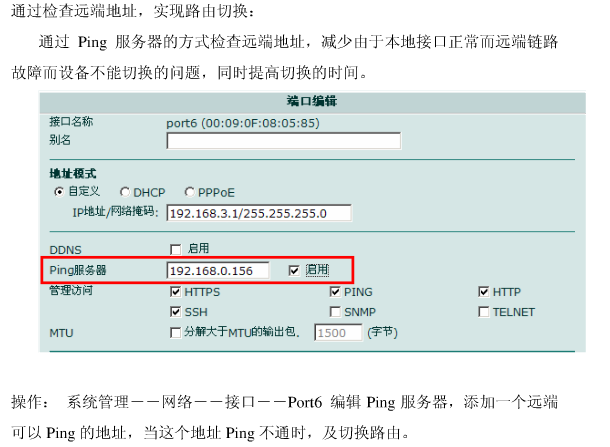 通过检查远端地址，实现路由切换：
通过 Ping 服务器的方式检查远端地址，减少由于本地接口正常而远端链路
故障而设备不能切换的问题，同时提高切换的时间。
端口编辑
接口名称 port6 (00:09:0F:08:05:85)
别名
地址模式
自定义 DHCP PPPoE
IP地址/网络掩码: 192.168.3.1/255.255.255.0
DDNS 启用
Ping服务器 192.168.0.156 启用
管理访问 HTTPS PING HTTP
SSH SNMP TELNET
MTU 分解大于MTU的输出包. 1500 (字节)
操作： 系统管理－－网络－－接口－－Port6 编辑 Ping 服务器，添加一个远端
可以 Ping 的地址，当这个地址 Ping 不通时，及切换路由。